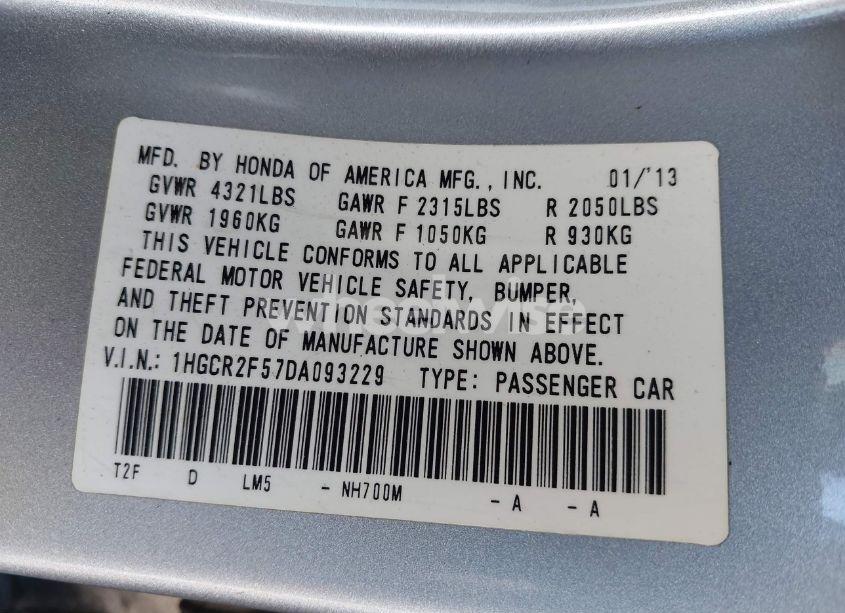 MFD. BY HONDA OF AMERICA MFG., INC. 01/'13
GVWR 4321LBS GAWR F 2315LBS R 2050LBS
GVWR 1960KG GAWR F 1050KG R 930KG
THIS VEHICLE CONFORMS TO ALL APPLICABLE
FEDERAL MOTOR VEHICLE SAFETY, BUMPER,
AND THEFT PREVENTION STANDARDS IN EFFECT
ON THE DATE OF MANUFACTURE SHOWN ABOVE.
V.I.N.: 1HGCR2F57DA093229 TYPE: PASSENGER CAR
T2F D LM5 - NH700M - A - A
wheelwise